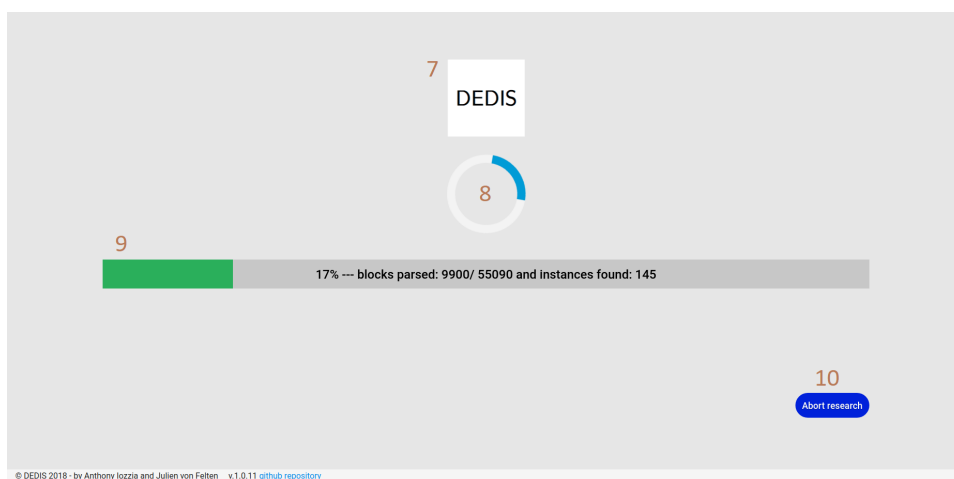 7
DEDIS
8
9
17% --- blocks parsed: 9900/ 55090 and instances found: 145
10
Abort research
© DEDIS 2018 - by Anthony Iozzia and Julien von Felten v.1.0.11 github repository